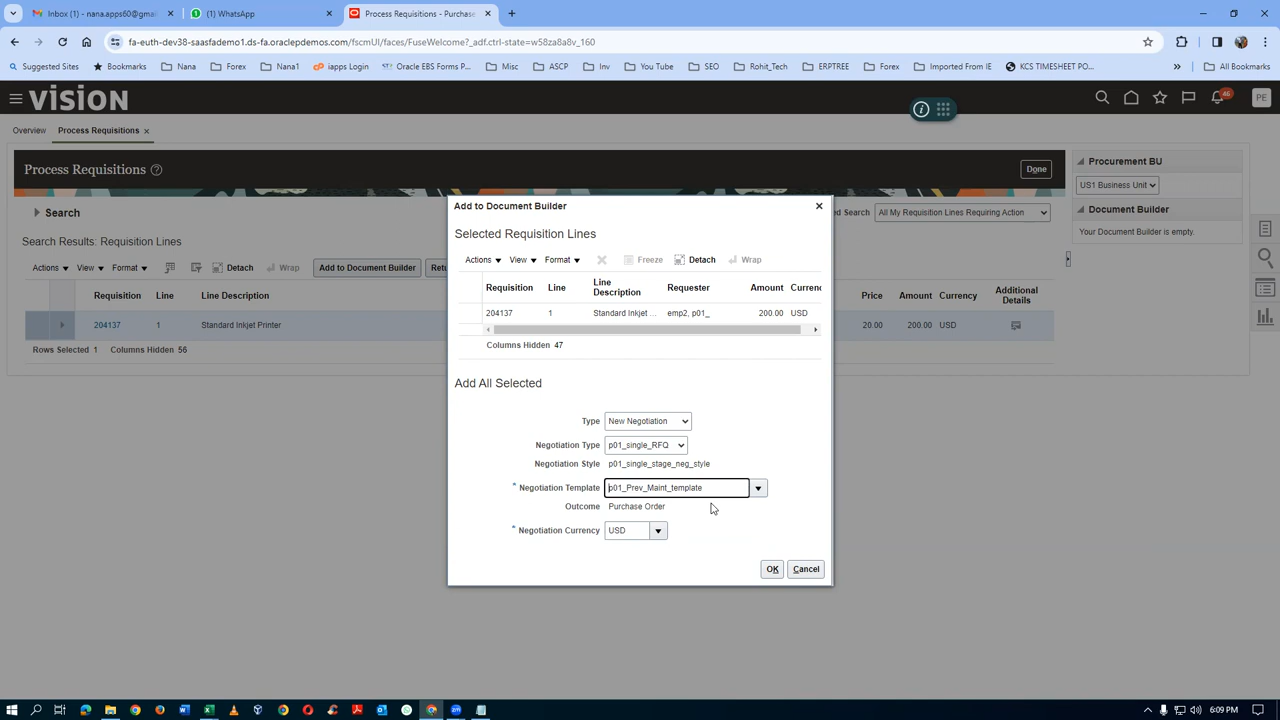 Inbox (1) - nana.apps60@gmail
(1) WhatsApp
Process Requisitions - Purchase
fa-euth-dev38-saasfademo1.ds-fa.oraclepdemos.com/fscmUI/faces/FuseWelcome?_adf.ctrl-state=w58za8a8v_160
Suggested Sites Bookmarks Nana Forex Nana1 iapps Login Oracle EBS Forms P... Misc ASCP Inv You Tube SEO Rohit_Tech ERPTREE Forex Imported From IE KCS TIMESHEET PO... » All Bookmarks
VISION
46
PE
Overview Process Requisitions
Process Requisitions
Done
Procurement BU
US1 Business Unit
Document Builder
Your Document Builder is empty.
Search
ed Search All My Requisition Lines Requiring Action
Search Results: Requisition Lines
Actions View Format Detach Wrap Add to Document Builder Retu
Requisition Line Line Description Price Amount Currency Additional Details
204137 1 Standard Inkjet Printer 20.00 200.00 USD
Rows Selected 1 Columns Hidden 56
Add to Document Builder
Selected Requisition Lines
Actions View Format Freeze Detach Wrap
Requisition Line Line Description Requester Amount Currenc
204137 1 Standard Inkjet ... emp2, p01_ 200.00 USD
Columns Hidden 47
Add All Selected
Type New Negotiation
Negotiation Type p01_single_RFQ
Negotiation Style p01_single_stage_neg_style
* Negotiation Template p01_Prev_Maint_template
Outcome Purchase Order
* Negotiation Currency USD
OK Cancel
6:09 PM